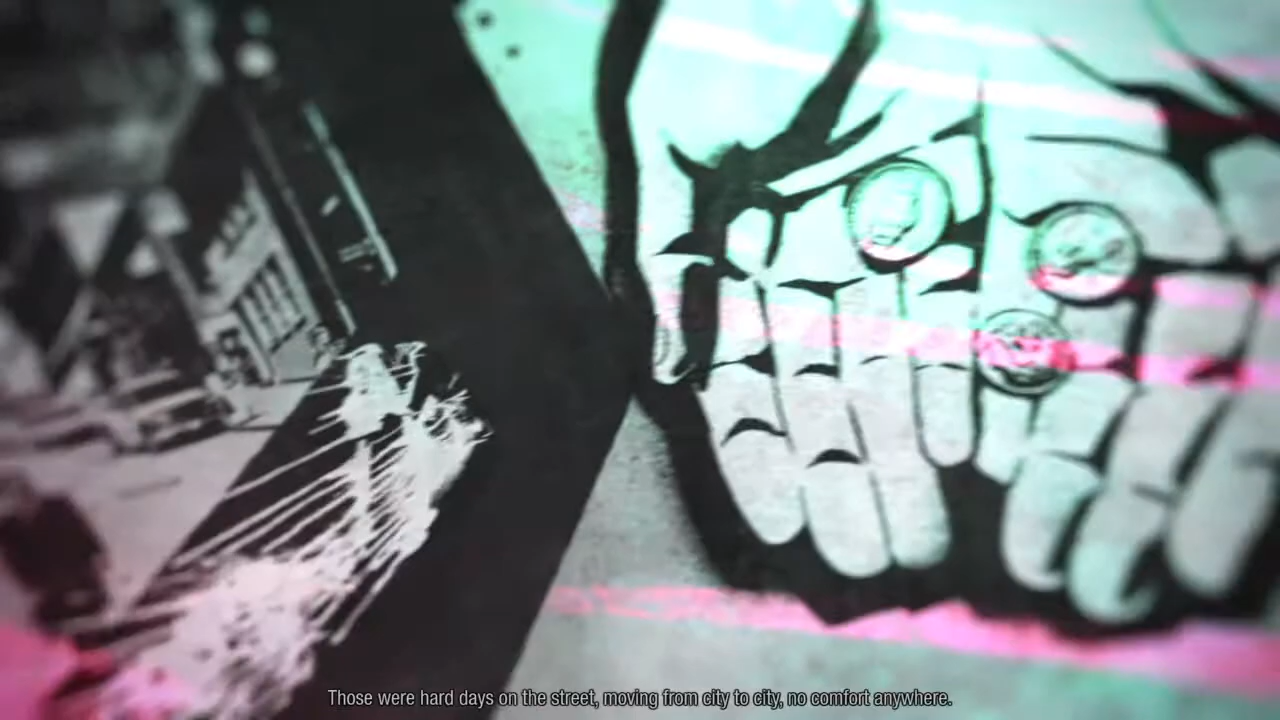 Those were hard days on the street, moving from city to city, no comfort anywhere.